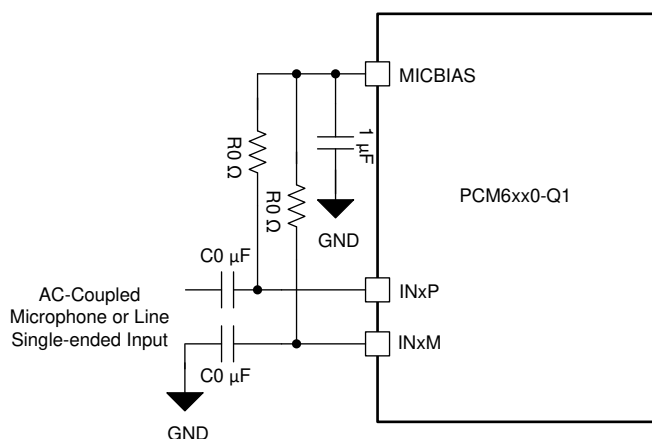 MICBIAS
R0 Ω
R0 Ω
1
µF
GND
PCM6xx0-Q1
C0 µF
AC-Coupled
Microphone or Line
Single-ended Input
INxP
INxM
C0 µF
GND